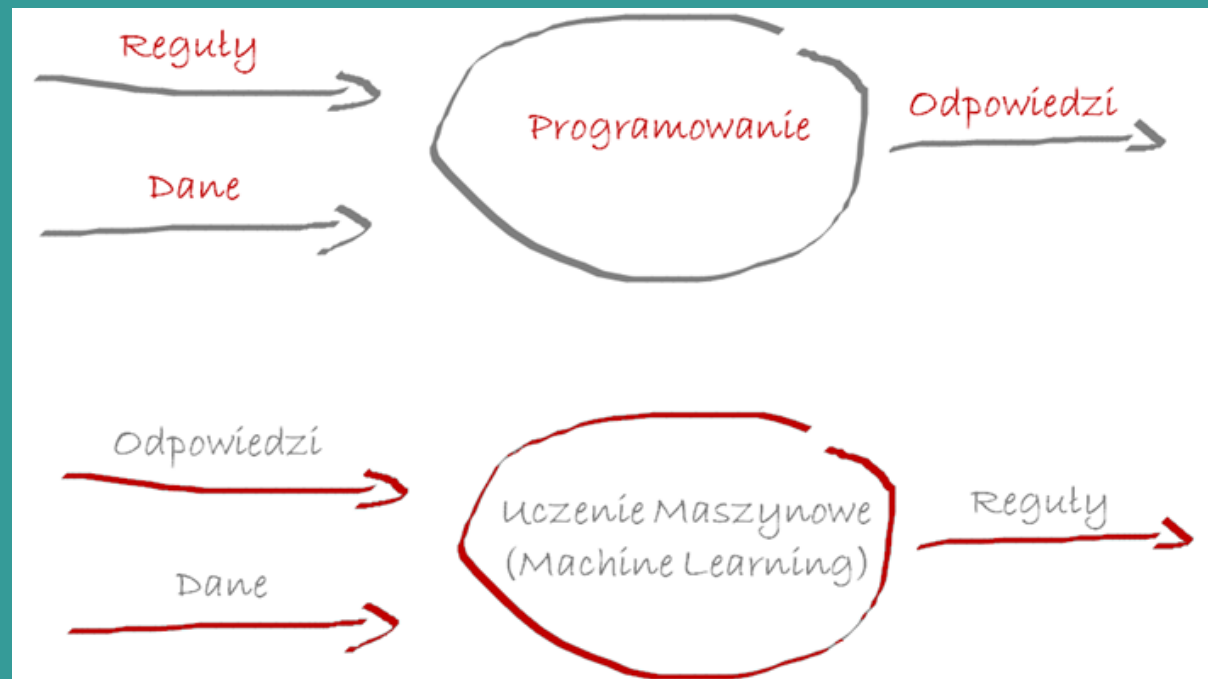 Reguły
Dane
Programowanie
Odpowiedzi
Odpowiedzi
Dane
Uczenie Maszynowe
(Machine Learning)
Reguły